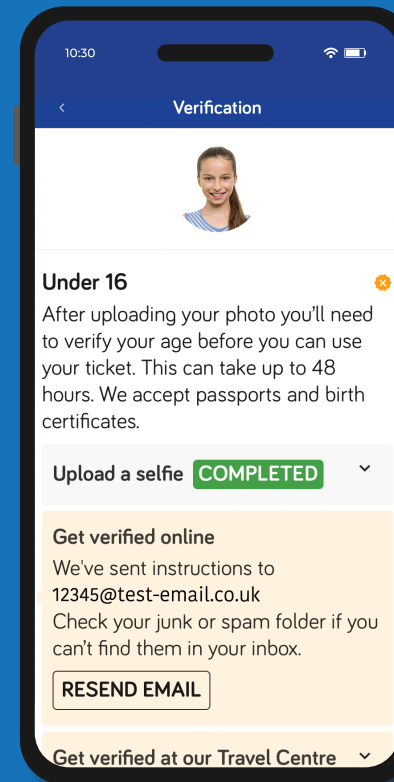 10:30
Verification
Under 16
After uploading your photo you’ll need
to verify your age before you can use
your ticket. This can take up to 48
hours. We accept passports and birth
certificates.
Upload a selfie COMPLETED
Get verified online
We've sent instructions to
12345@test-email.co.uk
Check your junk or spam folder if you
can’t find them in your inbox.
RESEND EMAIL
Get verified at our Travel Centre